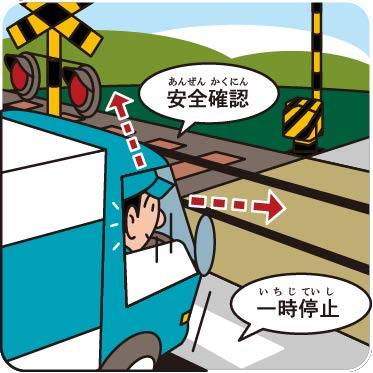 あんぜん かくにん
安全確認
いちじていし
一時停止